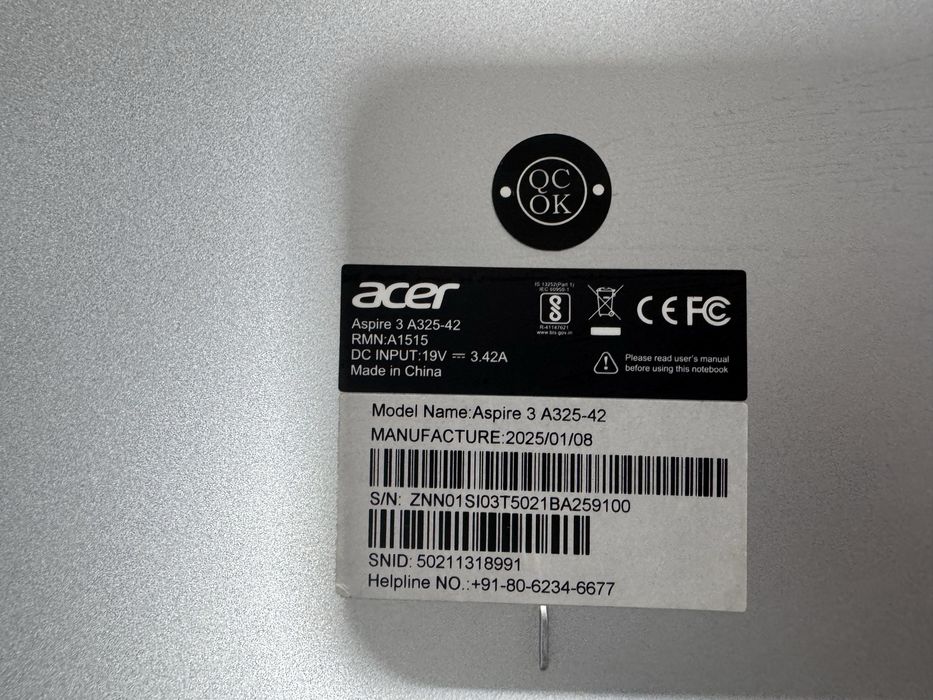 QC
OK
acer
Aspire 3 A325-42
RMN:A1515
DC INPUT:19V ⎓ 3.42A
Made in China
IS 13252(Part 1)
IEC 60950-1
R-41147621
www.bis.gov.in
CE FC
Please read user's manual
before using this notebook
Model Name:Aspire 3 A325-42
MANUFACTURE:2025/01/08
S/N: ZNN01SI03T5021BA259100
SNID: 50211318991
Helpline NO.:+91-80-6234-6677